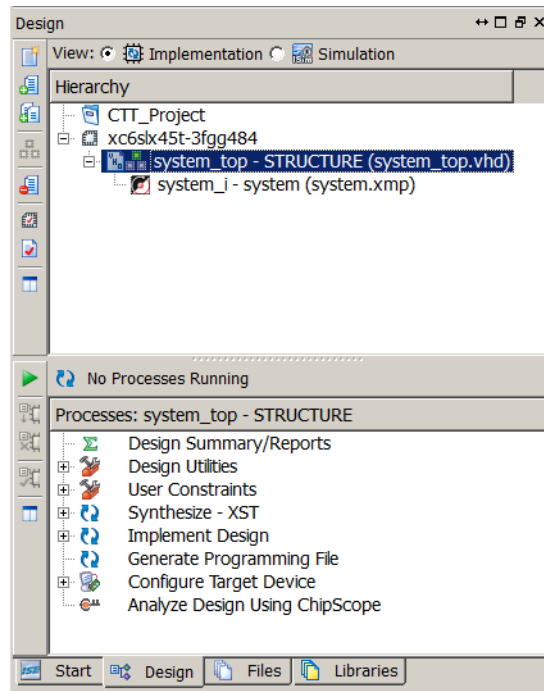 Design
View: Implementation Simulation
Hierarchy
CTT_Project
xc6slx45t-3fgg484
system_top - STRUCTURE (system_top.vhd)
system_i - system (system.xmp)
No Processes Running
Processes: system_top - STRUCTURE
Design Summary/Reports
Design Utilities
User Constraints
Synthesize - XST
Implement Design
Generate Programming File
Configure Target Device
Analyze Design Using ChipScope
ISE Start Design Files Libraries